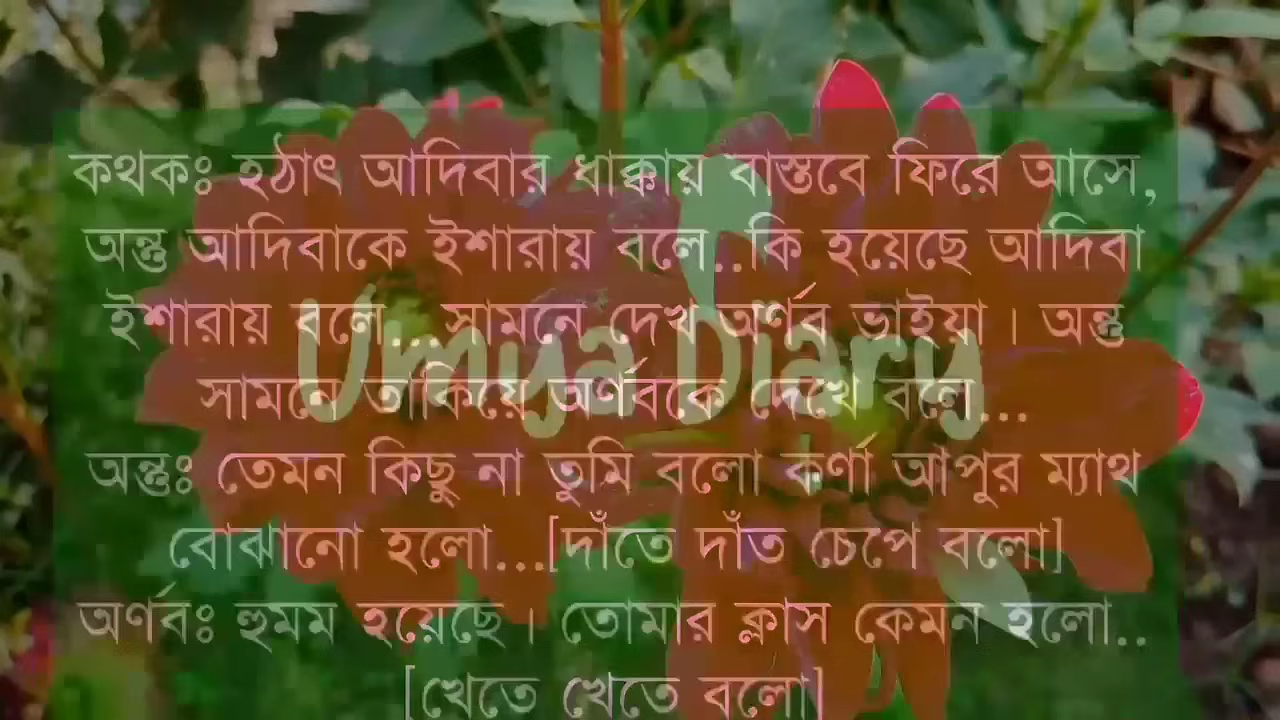 কথকঃ হঠাৎ আদিবার ধাক্কায় বাস্তবে ফিরে আসে,
অন্তু আদিবাকে ইশারায় বলে..কি হয়েছে আদিবা
ইশারায় বলে... সামনে দেখ অর্ণব ভাইয়া । অন্তু
Umya Diary
সামনে তাকিয়ে অর্ণবকে দেখে বলে...
অন্তুঃ তেমন কিছু না তুমি বলো কর্ণা আপুর ম্যাথ
বোঝানো হলো...[দাঁতে দাঁত চেপে বলো]
অর্ণবঃ হুমম হয়েছে । তোমার ক্লাস কেমন হলো..
[খেতে খেতে বলো]